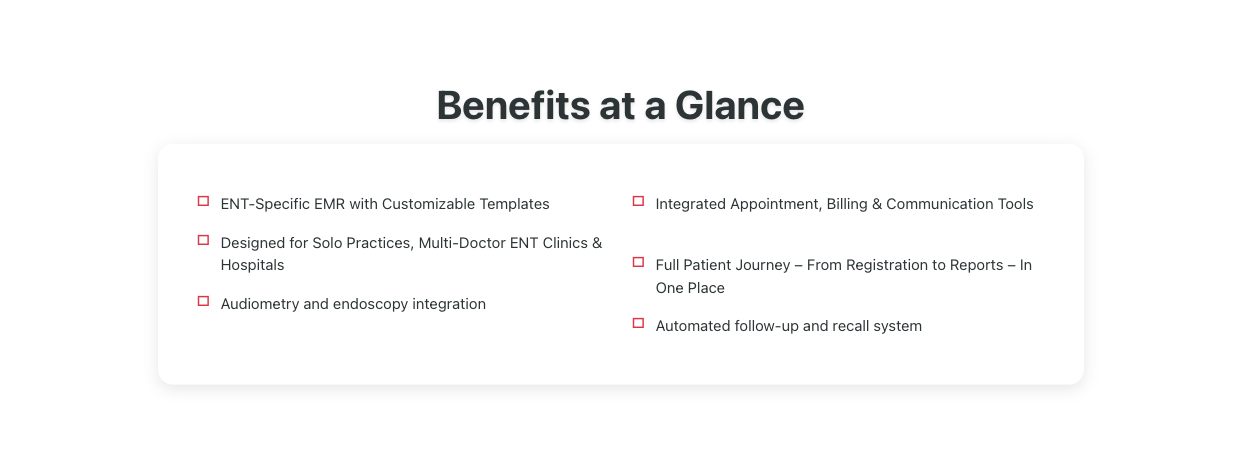 Benefits at a Glance
ENT-Specific EMR with Customizable Templates
Designed for Solo Practices, Multi-Doctor ENT Clinics &
Hospitals
Audiometry and endoscopy integration
Integrated Appointment, Billing & Communication Tools
Full Patient Journey – From Registration to Reports – In
One Place
Automated follow-up and recall system